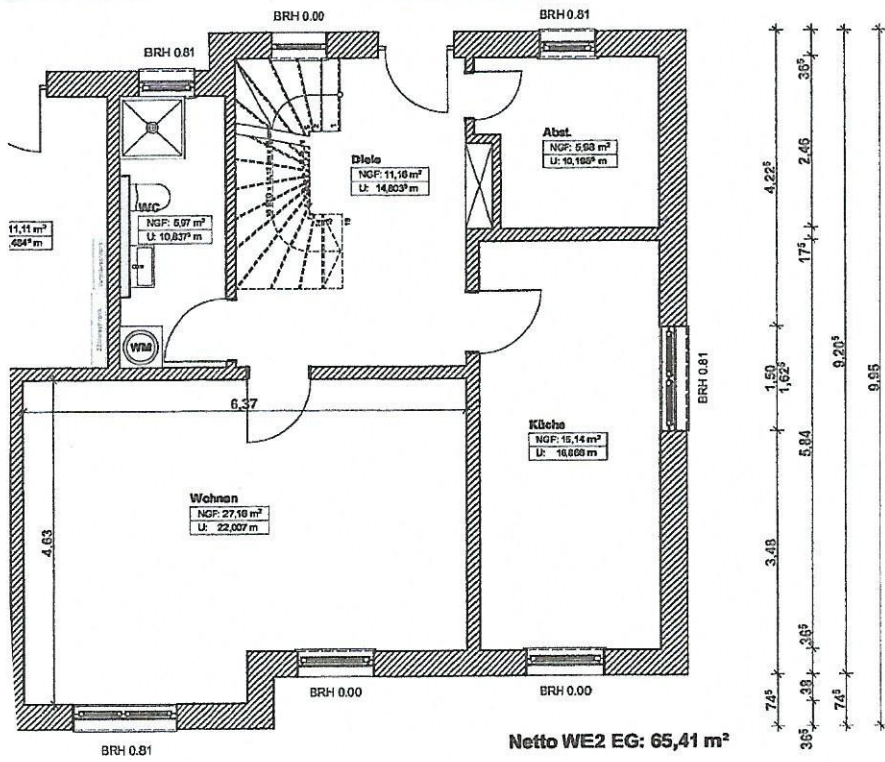 BRH 0.00
BRH 0.81
BRH 0.81
Abst.
NGF: 5,98 m²
U: 10,195⁵ m
Diele
NGF: 11,16 m²
U: 14,803⁵ m
WC
NGF: 5,97 m²
U: 10,837⁵ m
11,11 m²
,484⁵ m
WM
6,37
4,63
Wohnen
NGF: 27,16 m²
U: 22,007 m
Küche
NGF: 15,14 m²
U: 16,668 m
BRH 0.81
BRH 0.00
BRH 0.00
BRH 0.81
Netto WE2 EG: 65,41 m²
4,22⁵
1,50
1,62⁵
3,48
74⁵
36⁵
2,46
17⁵
5,84
36⁵
38
36⁵
9,20⁵
74⁵
9,95